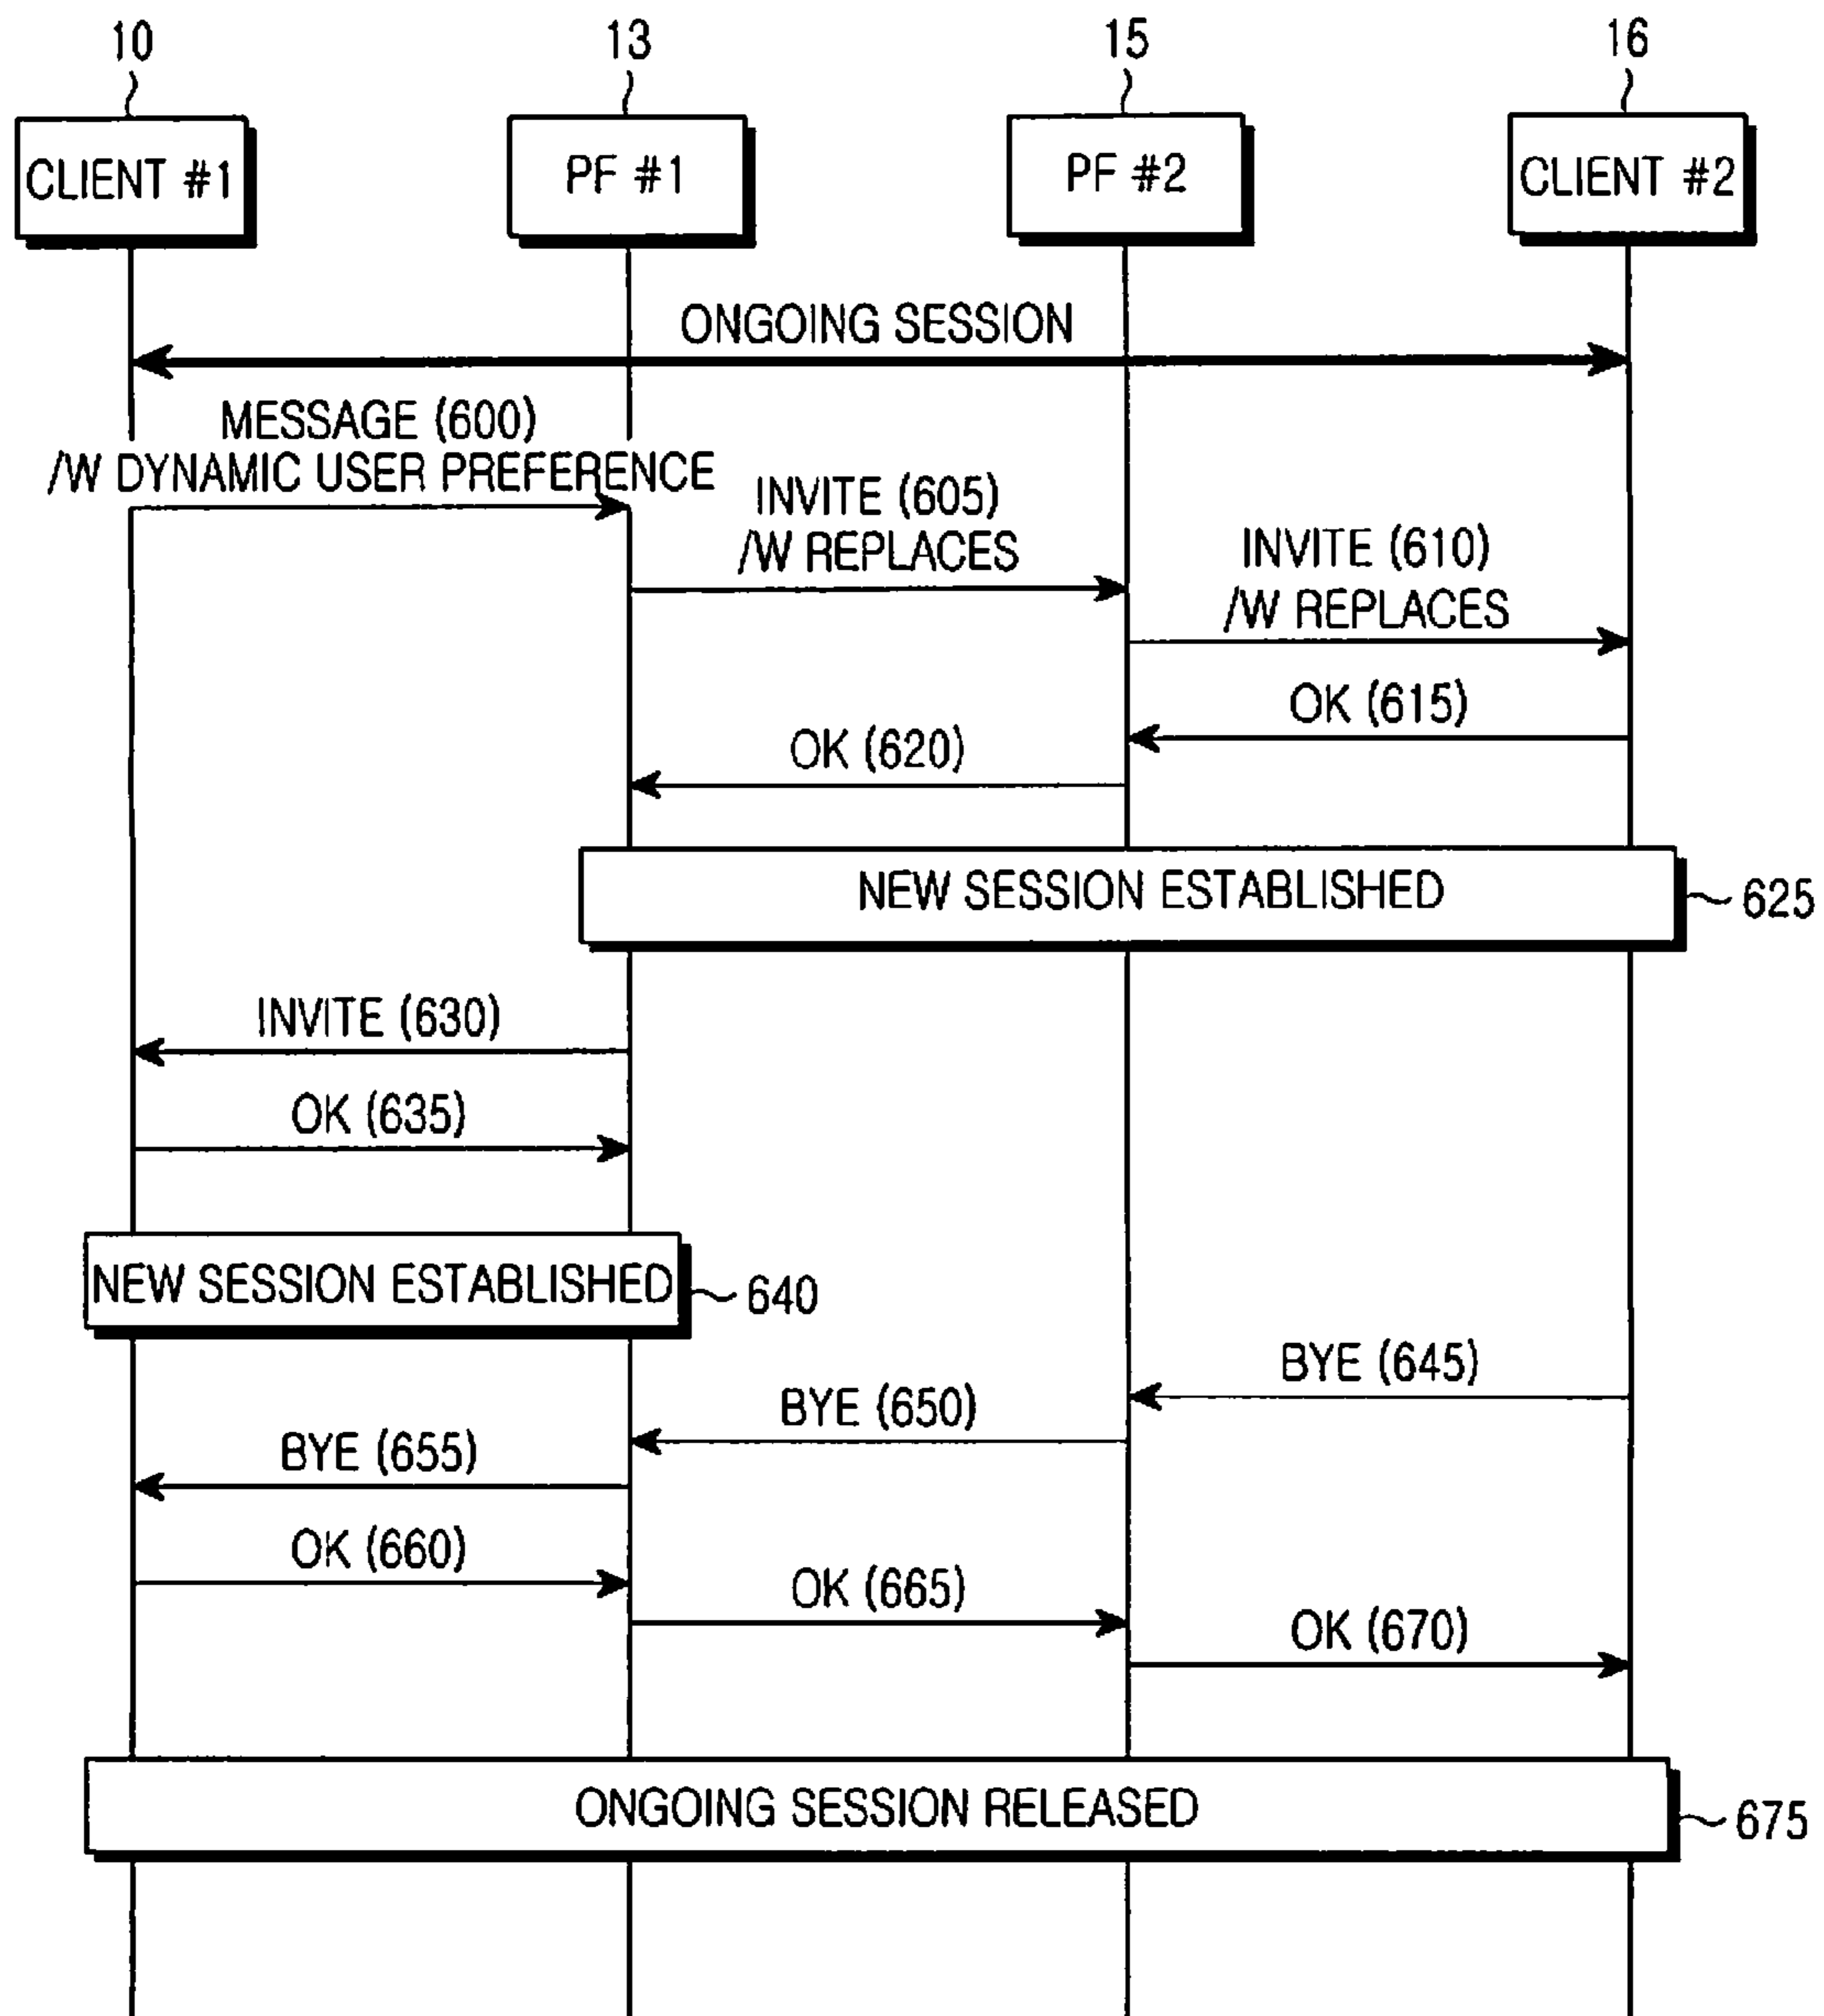 10
13
15
16
CLIENT #1
PF #1
PF #2
CLIENT #2
ONGOING SESSION
MESSAGE (600)
/W DYNAMIC USER PREFERENCE
INVITE (605)
/W REPLACES
INVITE (610)
/W REPLACES
OK (615)
OK (620)
NEW SESSION ESTABLISHED
625
INVITE (630)
OK (635)
NEW SESSION ESTABLISHED
640
BYE (645)
BYE (650)
BYE (655)
OK (660)
OK (665)
OK (670)
ONGOING SESSION RELEASED
675